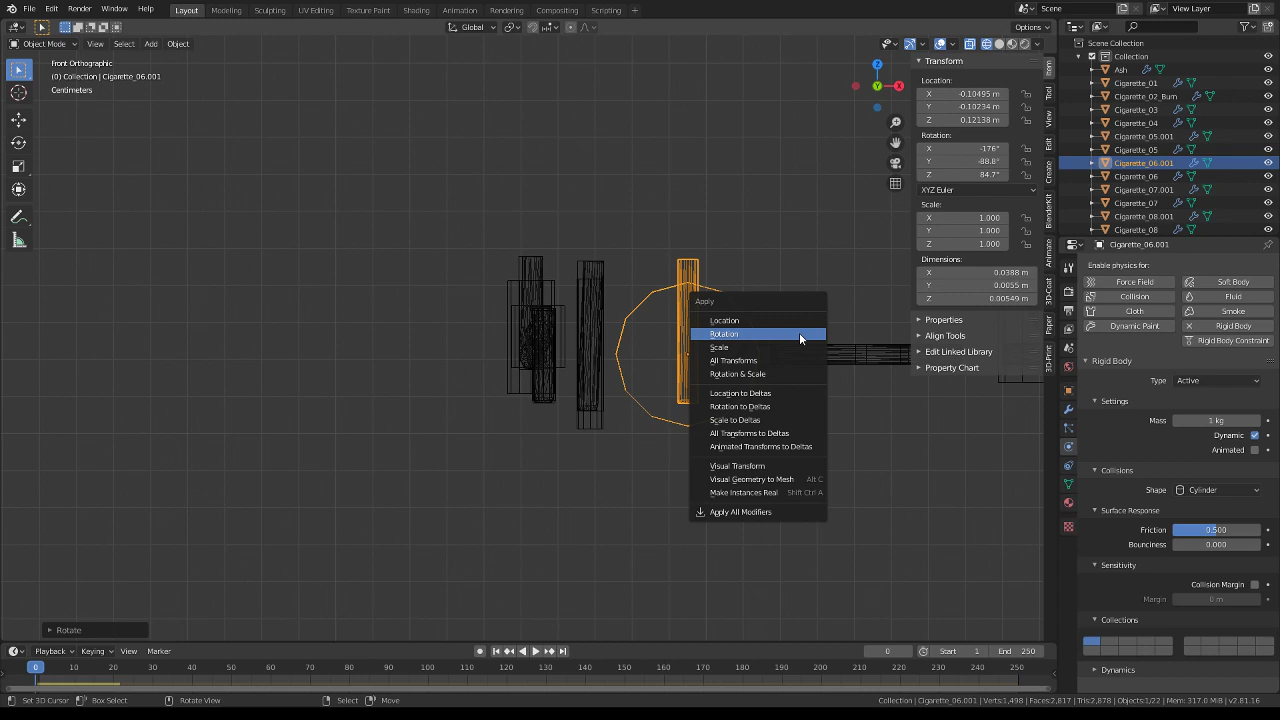 File Edit Render Window Help Layout Modeling Sculpting UV Editing Texture Paint Shading Animation Rendering Compositing Scripting + Scene View Layer
Global Options
Object Mode View Select Add Object
Front Orthographic
(0) Collection | Cigarette_06.001
Centimeters
Z
X
Y
Transform
Location:
X -0.10495 m
Y -0.10234 m
Z 0.12138 m
Rotation:
X -176°
Y -88.8°
Z 84.7°
XYZ Euler
Scale:
X 1.000
Y 1.000
Z 1.000
Dimensions:
X 0.0388 m
Y 0.0055 m
Z 0.00549 m
Properties
Align Tools
Edit Linked Library
Property Chart
Item
Tool
View
Edit
Create
BlenderKit
Animate
3D-Coat
Paper
3D-Print
Apply
Location
Rotation
Scale
All Transforms
Rotation & Scale
Location to Deltas
Rotation to Deltas
Scale to Deltas
All Transforms to Deltas
Animated Transforms to Deltas
Visual Transform
Visual Geometry to Mesh Alt C
Make Instances Real Shift Ctrl A
Apply All Modifiers
Scene Collection
Collection
Ash
Cigarette_01
Cigarette_02_Burn
Cigarette_03
Cigarette_04
Cigarette_05.001
Cigarette_05
Cigarette_06.001
Cigarette_06
Cigarette_07.001
Cigarette_07
Cigarette_08.001
Cigarette_08
Cigarette_06.001
Enable physics for:
Force Field Soft Body
Collision Fluid
Cloth Smoke
Dynamic Paint Rigid Body
Rigid Body Constraint
Rigid Body
Type Active
Settings
Mass 1 kg
Dynamic
Animated
Collisions
Shape Cylinder
Surface Response
Friction 0.500
Bounciness 0.000
Sensitivity
Collision Margin
Margin 0 m
Collections
Dynamics
Rotate
Playback Keying View Marker 0 Start 1 End 250
0 10 20 30 40 50 60 70 80 90 100 110 120 130 140 150 160 170 180 190 200 210 220 230 240 250
Set 3D Cursor Box Select Rotate View Select Move Collection | Cigarette_06.001 | Verts:1,498 | Faces:2,817 | Tris:2,878 | Objects:1/22 | Mem: 317.0 MiB | v2.81.16